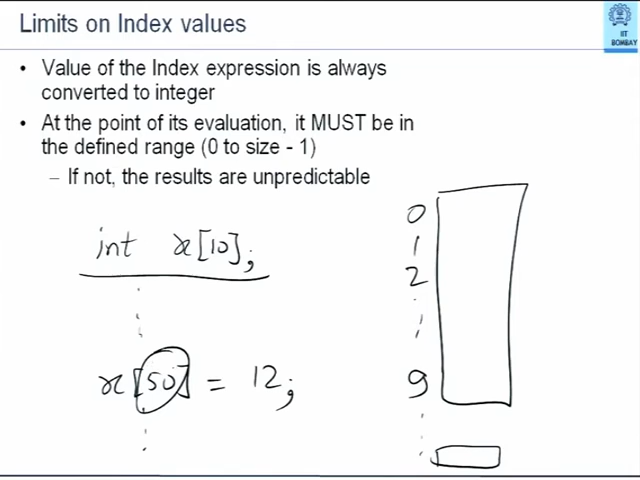 Limits on Index values
IIT
BOMBAY
• Value of the Index expression is always
converted to integer
• At the point of its evaluation, it MUST be in
the defined range (0 to size - 1)
– If not, the results are unpredictable
int x[10];
x[50] = 12;
0
1
2
9